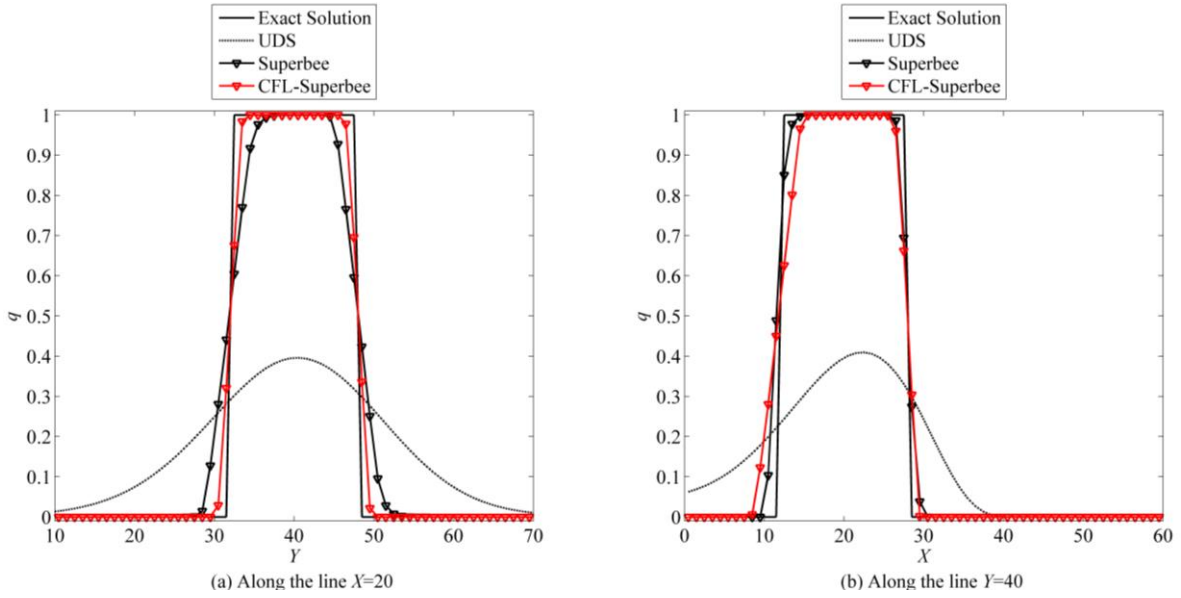 Exact Solution
UDS
Superbee
CFL-Superbee
1
0.9
0.8
0.7
0.6
0.5
0.4
0.3
0.2
0.1
0
q
10 20 30 40 50 60 70
Y
(a) Along the line X=20
Exact Solution
UDS
Superbee
CFL-Superbee
1
0.9
0.8
0.7
0.6
0.5
0.4
0.3
0.2
0.1
0
q
0 10 20 30 40 50 60
X
(b) Along the line Y=40